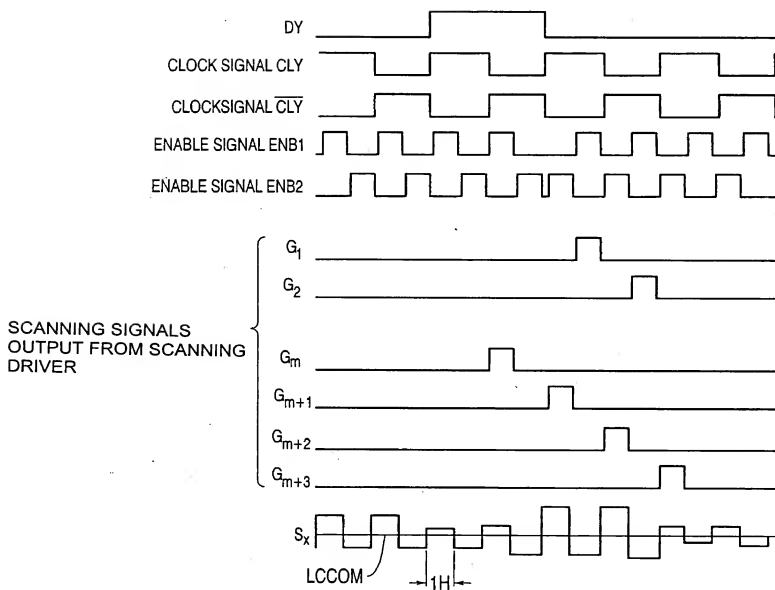 DY
CLOCK SIGNAL CLY
CLOCKSIGNAL C̅L̅Y̅
ENABLE SIGNAL ENB1
ENABLE SIGNAL ENB2
G1
G2
SCANNING SIGNALS
OUTPUT FROM SCANNING
DRIVER
Gm
Gm+1
Gm+2
Gm+3
Sx
LCCOM
1H